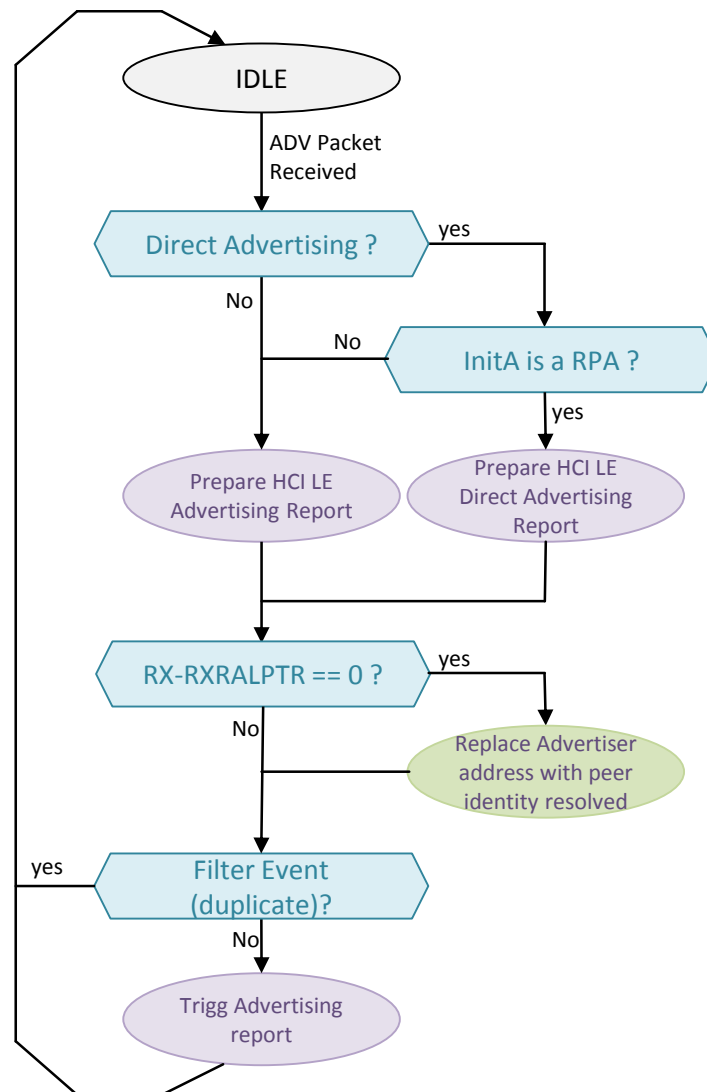 IDLE
ADV Packet
Received
Direct Advertising ?
yes
No
No
InitA is a RPA ?
yes
Prepare HCI LE
Advertising Report
Prepare HCI LE
Direct Advertising
Report
RX-RXRALPTR == 0 ?
yes
No
Replace Advertiser
address with peer
identity resolved
yes
Filter Event
(duplicate)?
No
Trigg Advertising
report